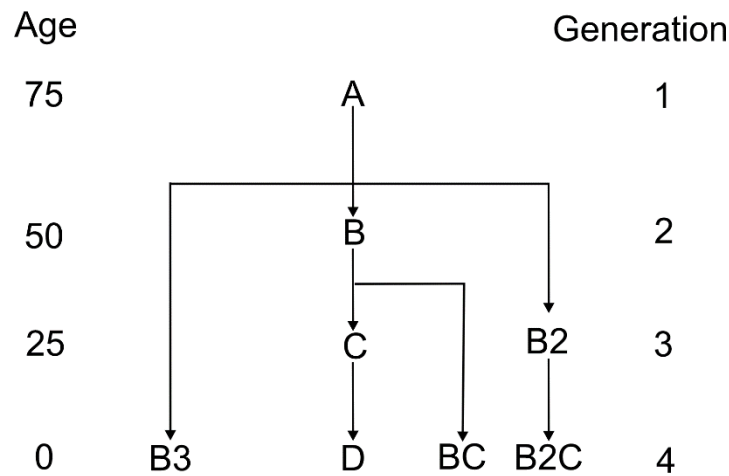 Age Generation
75 A 1
50 B 2
25 C B2 3
0 B3 D BC B2C 4